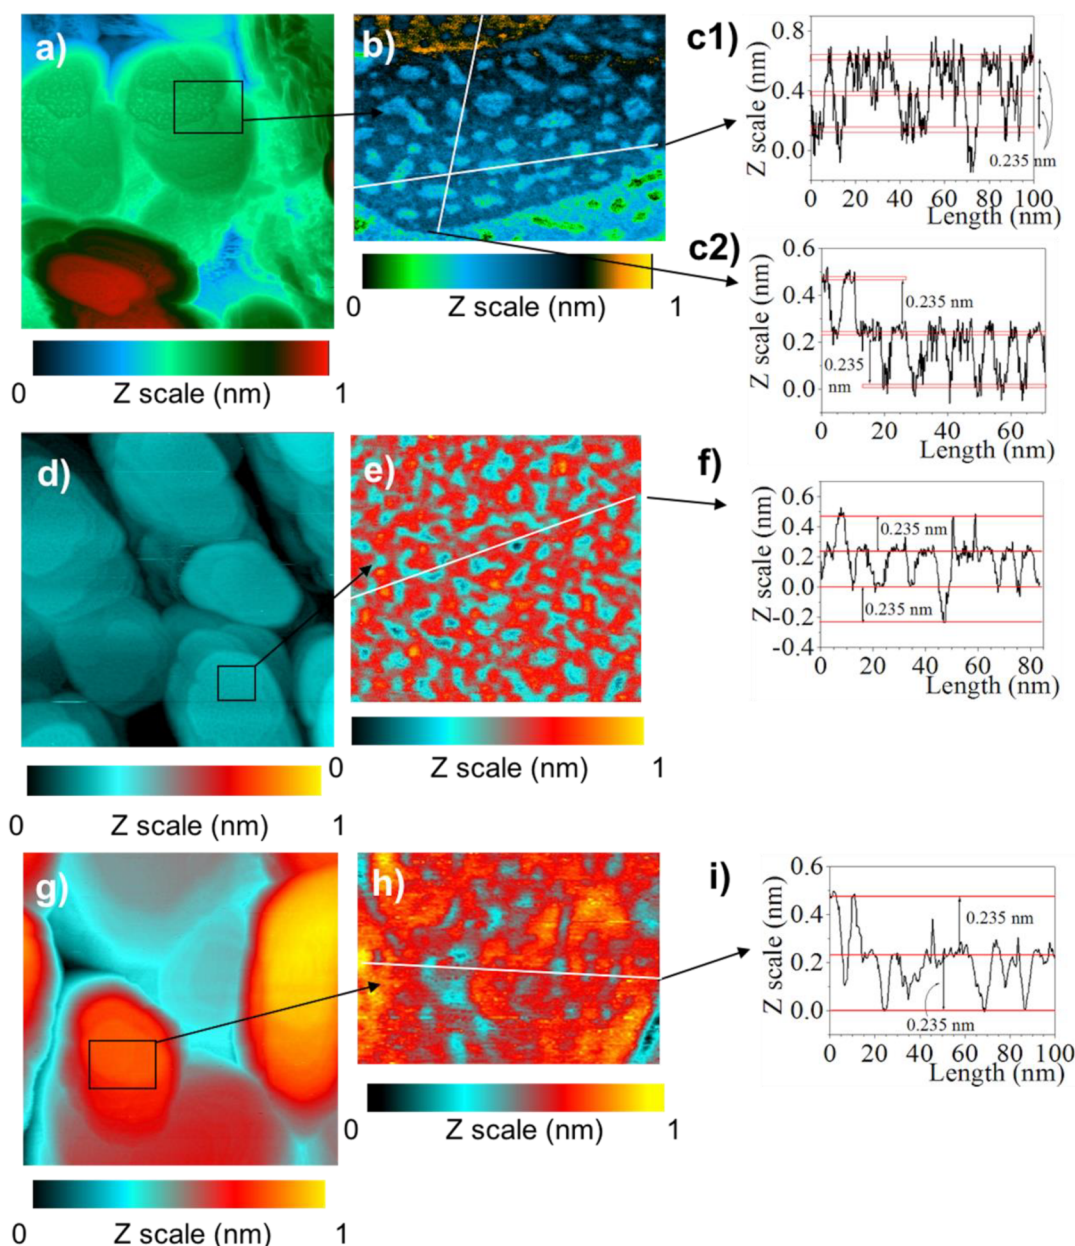 a)
0 1
Z scale (nm)
b)
0 1
Z scale (nm)
c1)
Z scale (nm)
0.8
0.4
0.0
0.235 nm
0 20 40 60 80 100
Length (nm)
c2)
Z scale (nm)
0.6
0.4
0.2
0.0
0.235 nm
0.235
nm
0 20 40 60
Length (nm)
d)
0 1
Z scale (nm)
e)
0 1
Z scale (nm)
f)
Z scale (nm)
0.6
0.4
0.2
0.0
-0.2
-0.4
0.235 nm
0.235 nm
0 20 40 60 80
Length (nm)
g)
0 1
Z scale (nm)
h)
0 1
Z scale (nm)
i)
Z scale (nm)
0.6
0.4
0.2
0.0
0.235 nm
0.235 nm
0 20 40 60 80 100
Length (nm)